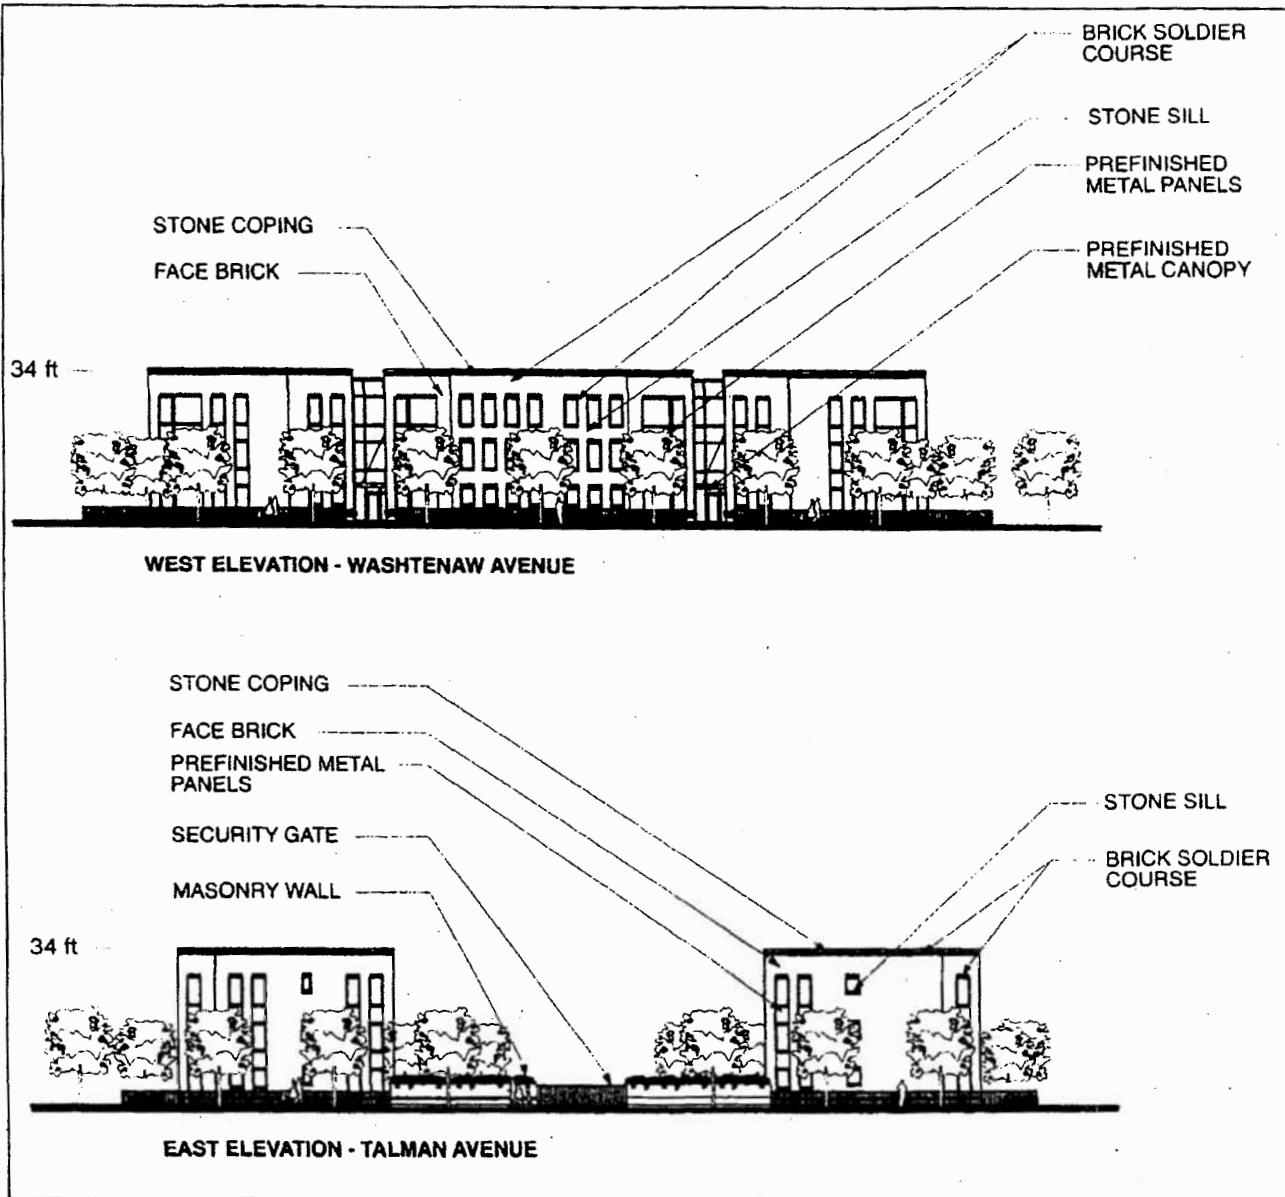 BRICK SOLDIER
COURSE
STONE SILL
PREFINISHED
METAL PANELS
STONE COPING
FACE BRICK
PREFINISHED
METAL CANOPY
34 ft
WEST ELEVATION - WASHTENAW AVENUE
STONE COPING
FACE BRICK
PREFINISHED METAL
PANELS
STONE SILL
SECURITY GATE
BRICK SOLDIER
COURSE
MASONRY WALL
34 ft
EAST ELEVATION - TALMAN AVENUE